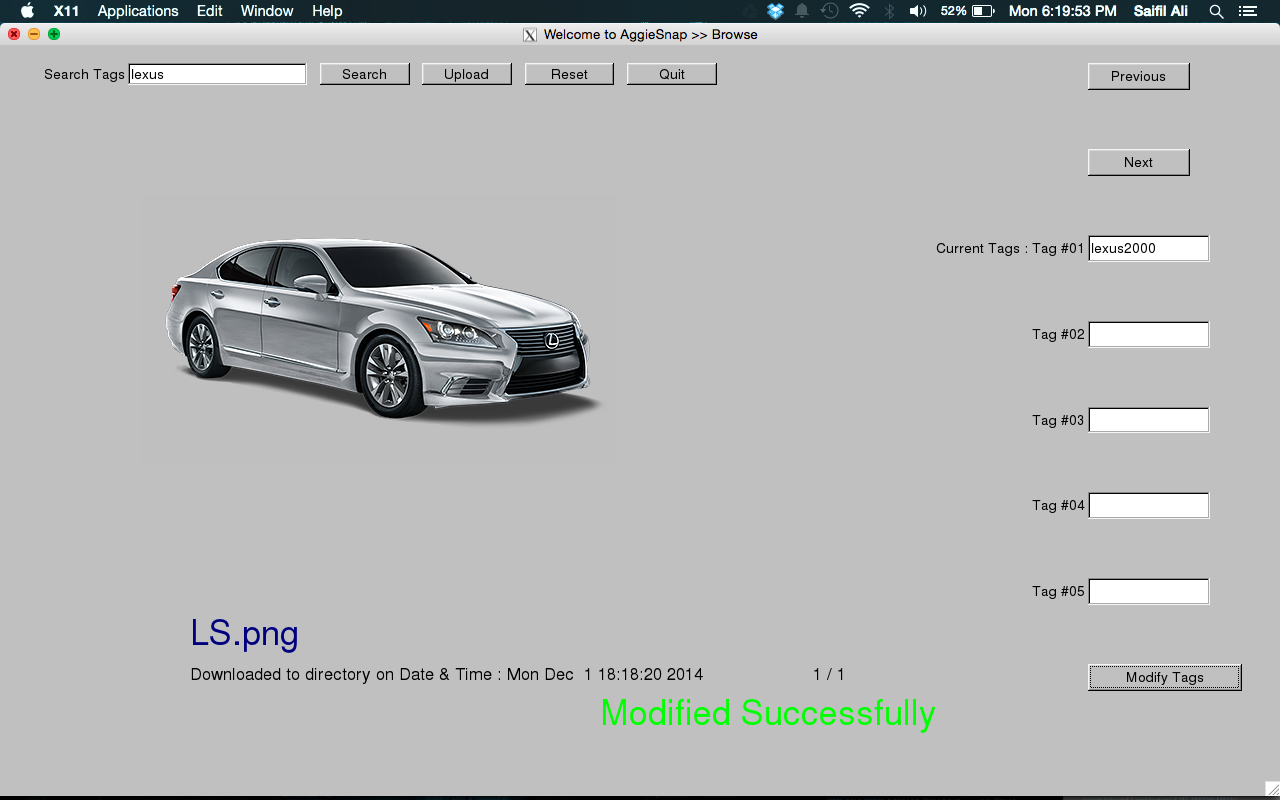 X11 Applications Edit Window Help 52% Mon 6:19:53 PM Saifil Ali
X Welcome to AggieSnap >> Browse
Search Tags lexus Search Upload Reset Quit Previous
Next
Current Tags : Tag #01 lexus2000
Tag #02
Tag #03
Tag #04
Tag #05
LS.png
Downloaded to directory on Date & Time : Mon Dec 1 18:18:20 2014 1 / 1 Modify Tags
Modified Successfully